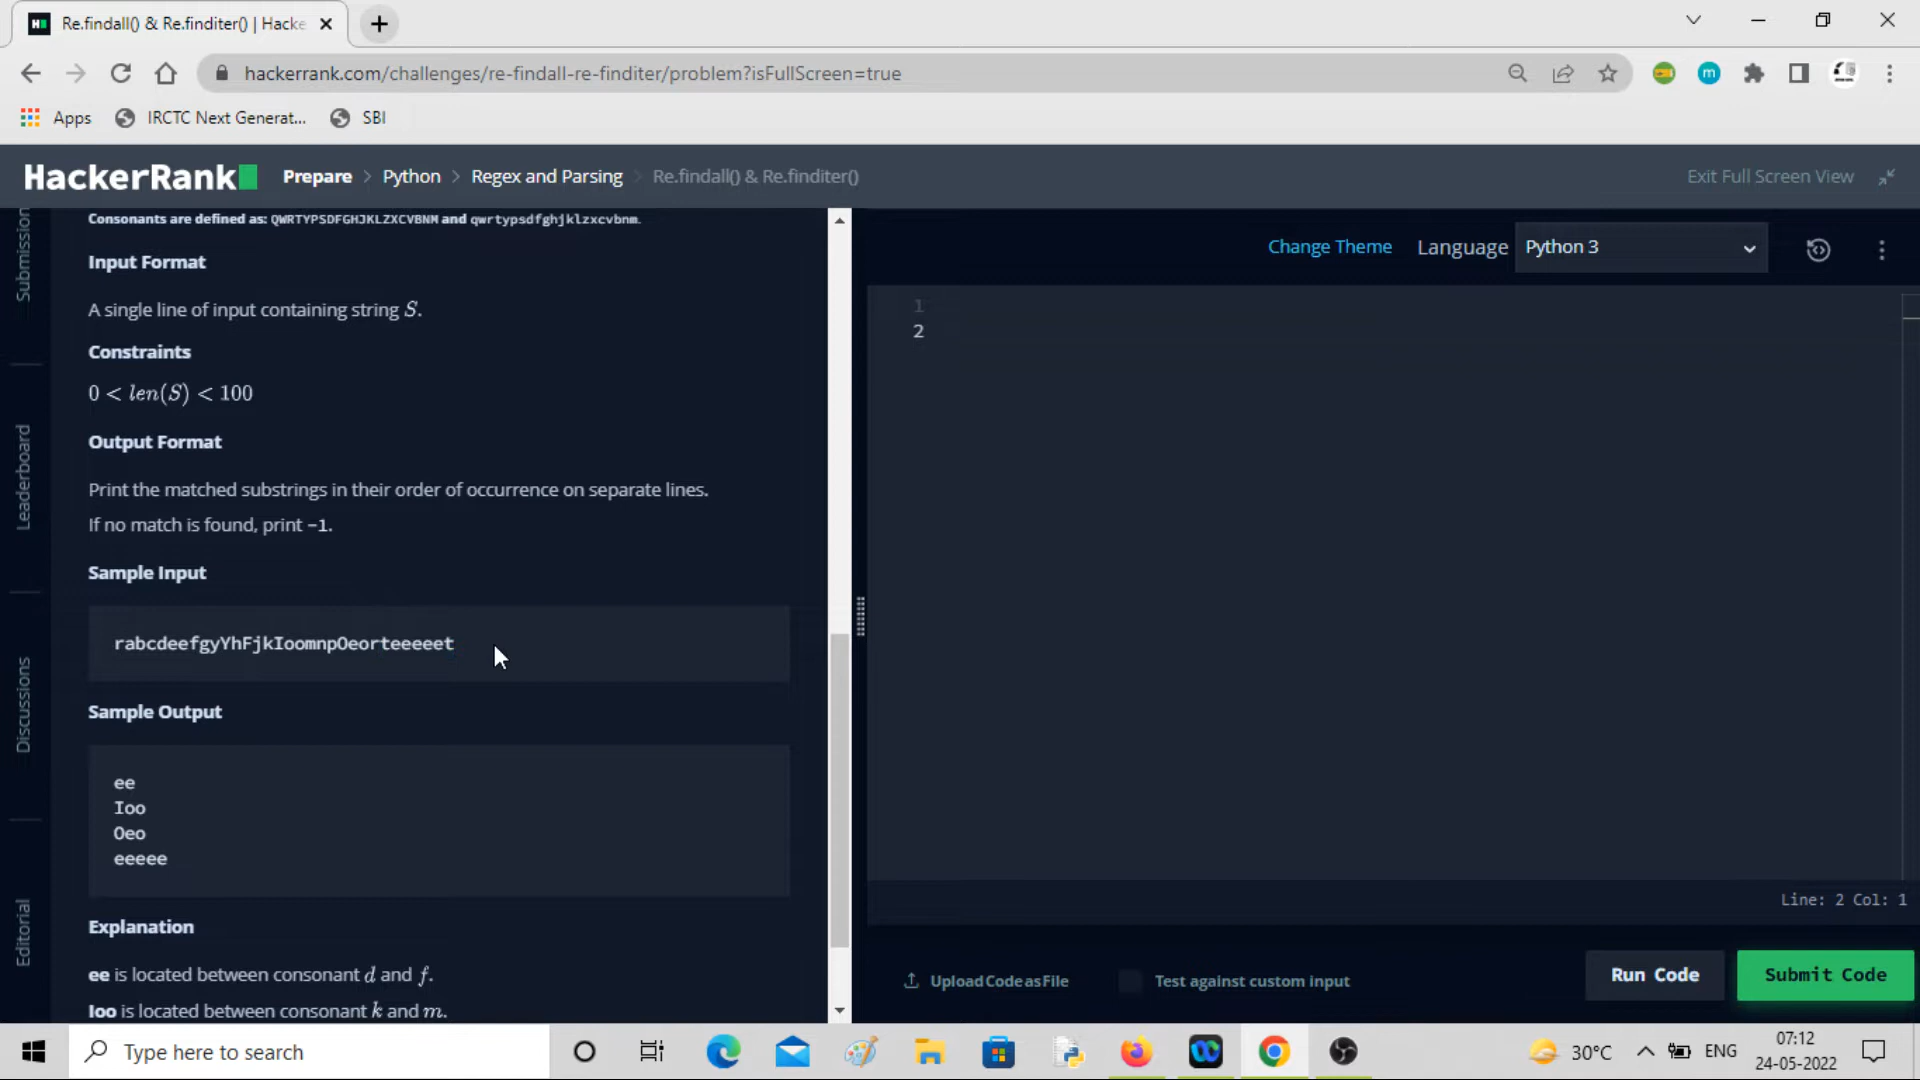 Re.findall() & Re.finditer() | Hacke
hackerrank.com/challenges/re-findall-re-finditer/problem?isFullScreen=true
Apps
IRCTC Next Generat...
SBI
HackerRank
Prepare > Python > Regex and Parsing > Re.findall() & Re.finditer()
Exit Full Screen View
Consonants are defined as: QWRTYPSDFGHJKLZXCVBNM and qwrtypsdfghjklzxcvbnm.
Input Format
A single line of input containing string S.
Constraints
0 < len(S) < 100
Output Format
Print the matched substrings in their order of occurrence on separate lines.
If no match is found, print -1.
Sample Input
rabcdeefgyYhFjkIoomnpOeorteeeeet
Sample Output
ee
Ioo
Oeo
eeeee
Explanation
ee is located between consonant d and f.
Ioo is located between consonant k and m.
Submission
Leaderboard
Discussions
Editorial
Change Theme
Language
Python 3
1
2
Line: 2 Col: 1
Upload Code as File
Test against custom input
Run Code
Submit Code
Type here to search
30°C
ENG
07:12
24-05-2022